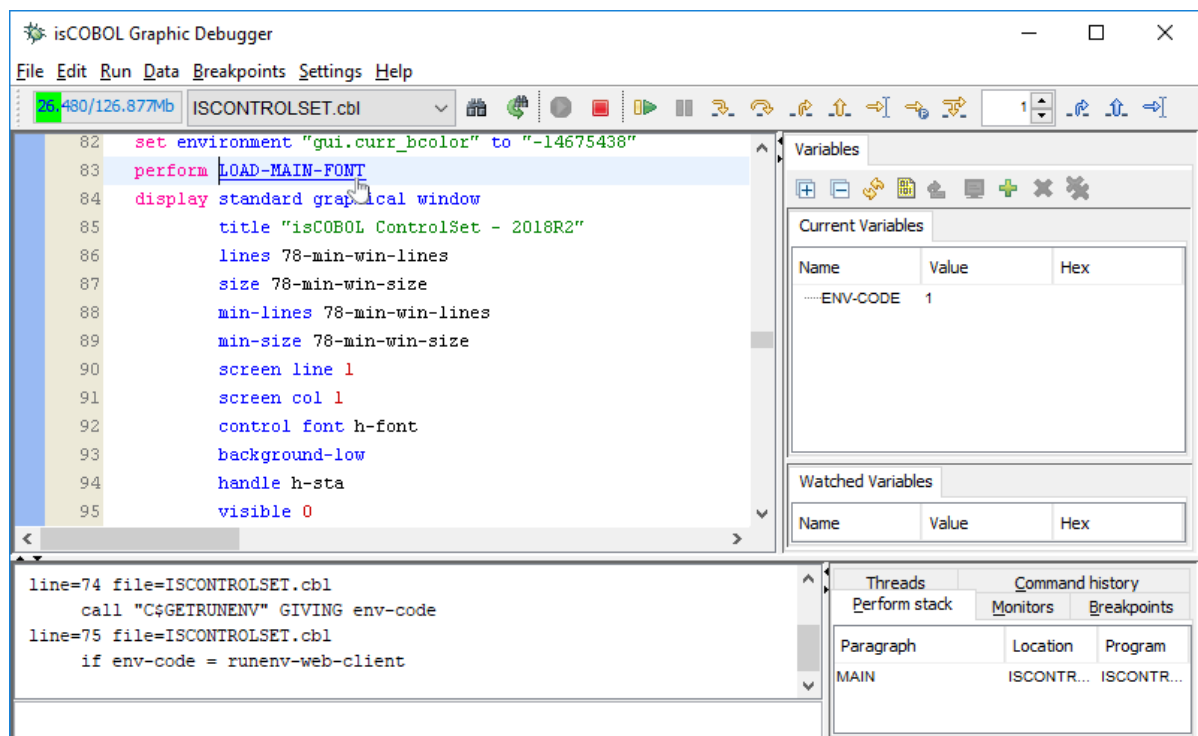 isCOBOL Graphic Debugger
File Edit Run Data Breakpoints Settings Help
26.480/126.877Mb ISCONTROLSET.cbl 1
82 set environment "gui.curr_bcolor" to "-14675438"
83 perform LOAD-MAIN-FONT
84 display standard graphical window
85 title "isCOBOL ControlSet - 2018R2"
86 lines 78-min-win-lines
87 size 78-min-win-size
88 min-lines 78-min-win-lines
89 min-size 78-min-win-size
90 screen line 1
91 screen col 1
92 control font h-font
93 background-low
94 handle h-sta
95 visible 0
Variables
Current Variables
Name Value Hex
ENV-CODE 1
Watched Variables
Name Value Hex
line=74 file=ISCONTROLSET.cbl
call "C$GETRUNENV" GIVING env-code
line=75 file=ISCONTROLSET.cbl
if env-code = runenv-web-client
Threads Command history
Perform stack Monitors Breakpoints
Paragraph Location Program
MAIN ISCONTR... ISCONTR...